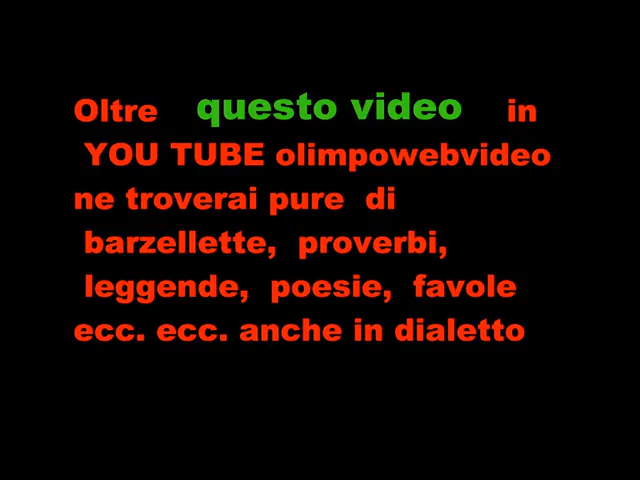 Oltre questo video in
YOU TUBE olimpowebvideo
ne troverai pure di
barzellette, proverbi,
leggende, poesie, favole
ecc. ecc. anche in dialetto